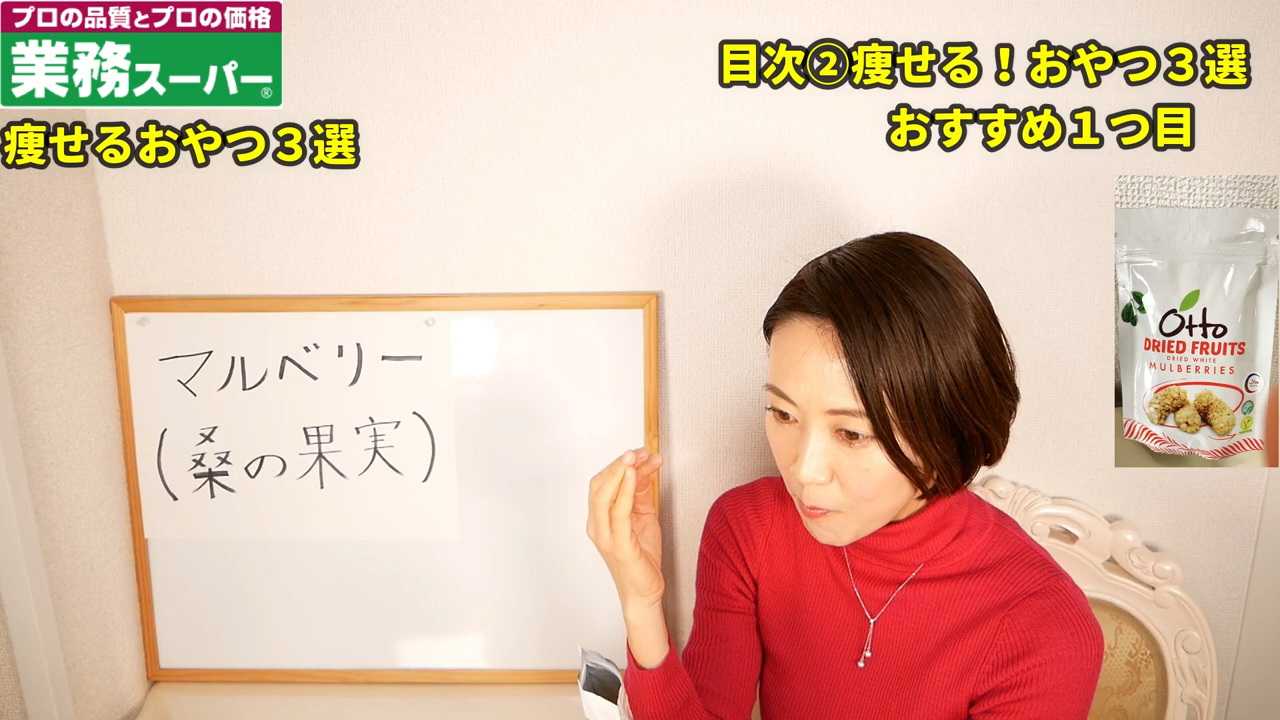 プロの品質とプロの価格
業務スーパー®
痩せるおやつ３選
目次②痩せる！おやつ３選
おすすめ１つ目
マルベリー
(桑の果実)
Otto
DRIED FRUITS
DRIED WHITE
MULBERRIES